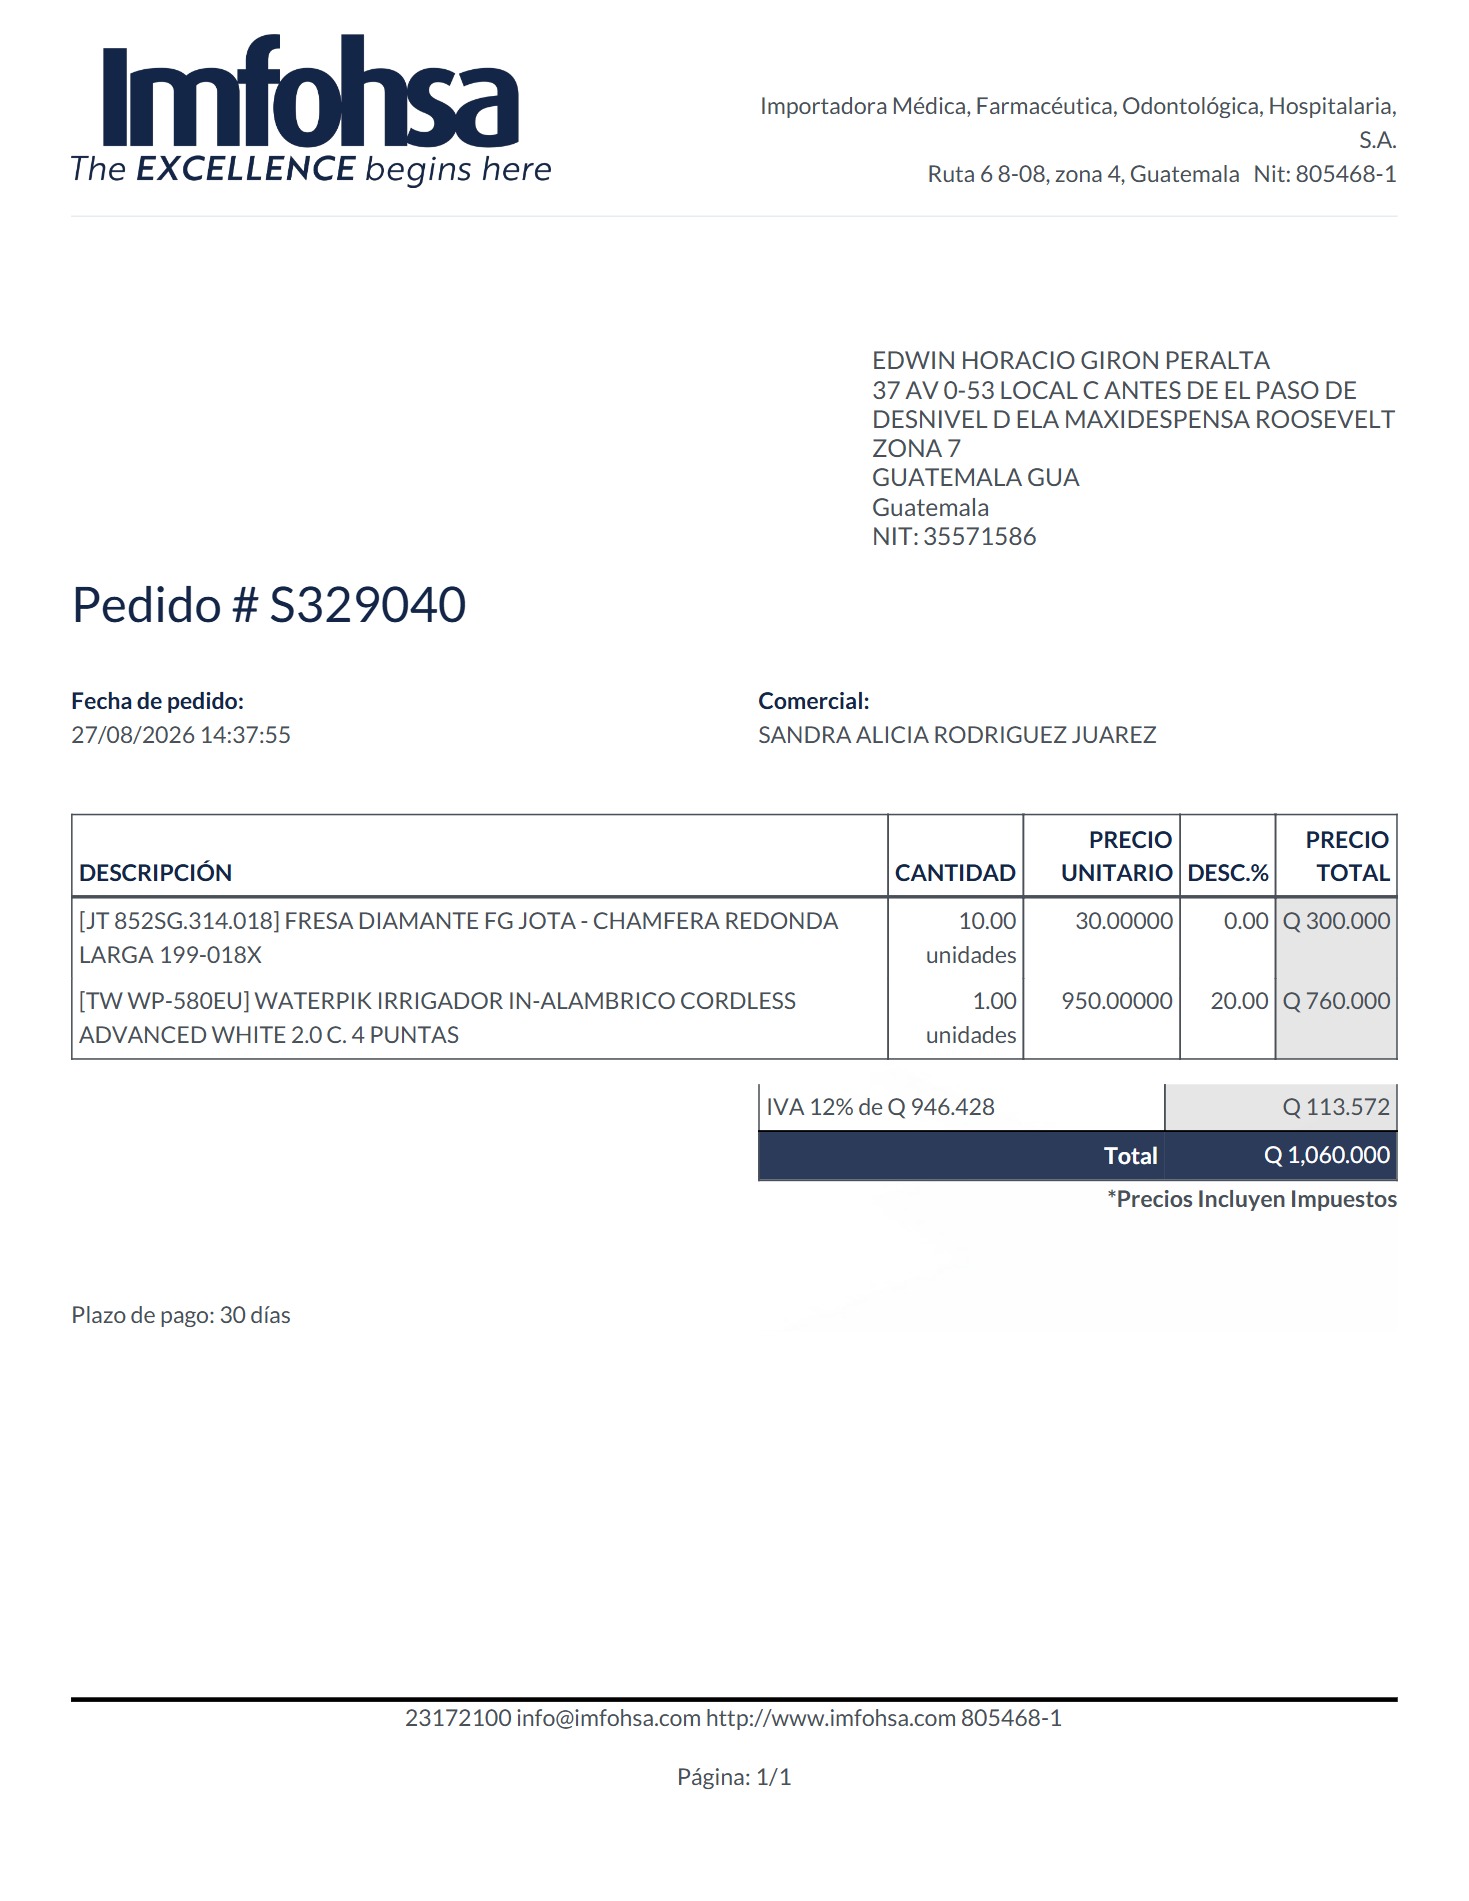 Imfohsa
The EXCELLENCE begins here
Importadora Médica, Farmacéutica, Odontológica, Hospitalaria,
S.A.
Ruta 6 8-08, zona 4, Guatemala Nit: 805468-1
EDWIN HORACIO GIRON PERALTA
37 AV 0-53 LOCAL C ANTES DE EL PASO DE
DESNIVEL D ELA MAXIDESPENSA ROOSEVELT
ZONA 7
GUATEMALA GUA
Guatemala
NIT: 35571586
Pedido # S329040
Fecha de pedido:
27/08/2026 14:37:55
Comercial:
SANDRA ALICIA RODRIGUEZ JUAREZ
DESCRIPCIÓN CANTIDAD PRECIO UNITARIO DESC.% PRECIO TOTAL
[JT 852SG.314.018] FRESA DIAMANTE FG JOTA - CHAMFERA REDONDA 10.00 30.00000 0.00 Q 300.000
LARGA 199-018X unidades
[TW WP-580EU] WATERPIK IRRIGADOR IN-ALAMBRICO CORDLESS 1.00 950.00000 20.00 Q 760.000
ADVANCED WHITE 2.0 C. 4 PUNTAS unidades
IVA 12% de Q 946.428 Q 113.572
Total Q 1,060.000
*Precios Incluyen Impuestos
Plazo de pago: 30 días
23172100 info@imfohsa.com http://www.imfohsa.com 805468-1
Página: 1/1